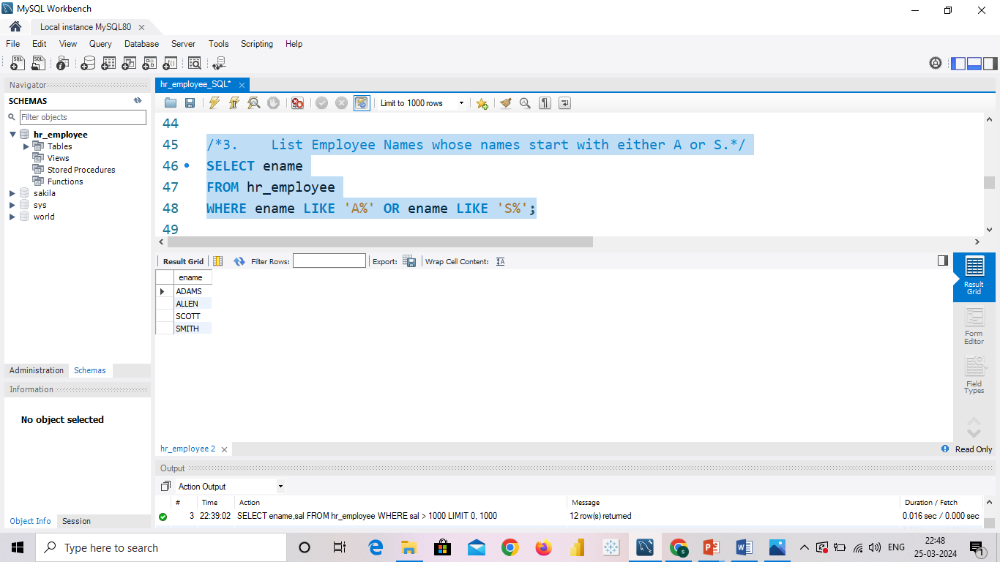 MySQL Workbench
Local instance MySQL80
File Edit View Query Database Server Tools Scripting Help
Navigator
SCHEMAS
Filter objects
hr_employee
Tables
Views
Stored Procedures
Functions
sakila
sys
world
Administration Schemas
Information
No object selected
Object Info Session
hr_employee_SQL*
Limit to 1000 rows
44
45 /*3. List Employee Names whose names start with either A or S.*/
46 SELECT ename
47 FROM hr_employee
48 WHERE ename LIKE 'A%' OR ename LIKE 'S%';
49
Result Grid Filter Rows: Export: Wrap Cell Content:
ename
ADAMS
ALLEN
SCOTT
SMITH
Result
Grid
Form
Editor
Field
Types
hr_employee 2
Read Only
Output
Action Output
# Time Action Message Duration / Fetch
3 22:39:02 SELECT ename,sal FROM hr_employee WHERE sal > 1000 LIMIT 0, 1000 12 row(s) returned 0.016 sec / 0.000 sec
Type here to search
ENG
22:48
25-03-2024
1